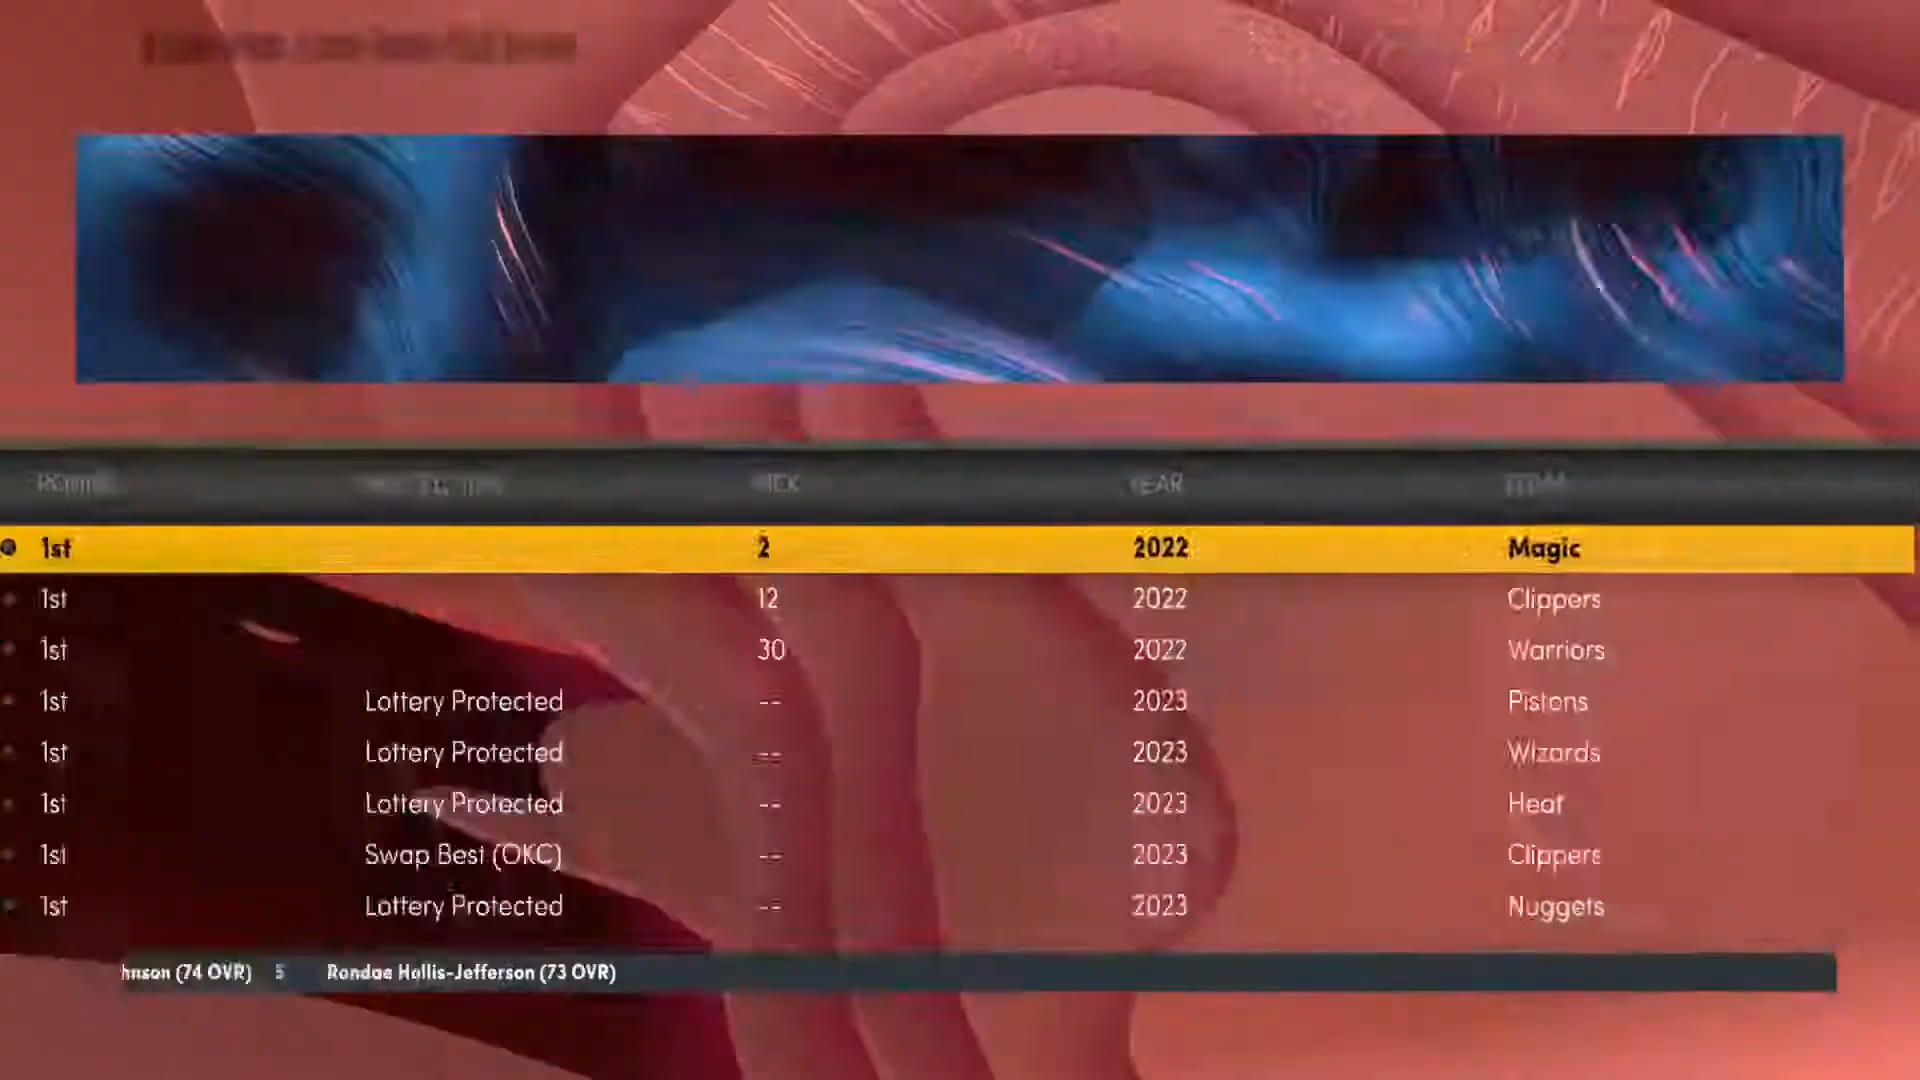 PICK YEAR
1st 2 2022 Magic
1st 12 2022 Clippers
1st 30 2022 Warriors
1st Lottery Protected -- 2023 Pistons
1st Lottery Protected -- 2023 Wizards
1st Lottery Protected -- 2023 Heat
1st Swap Best (OKC) -- 2023 Clippers
1st Lottery Protected -- 2023 Nuggets
hnson (74 OVR) 5 Rondae Hollis-Jefferson (73 OVR)